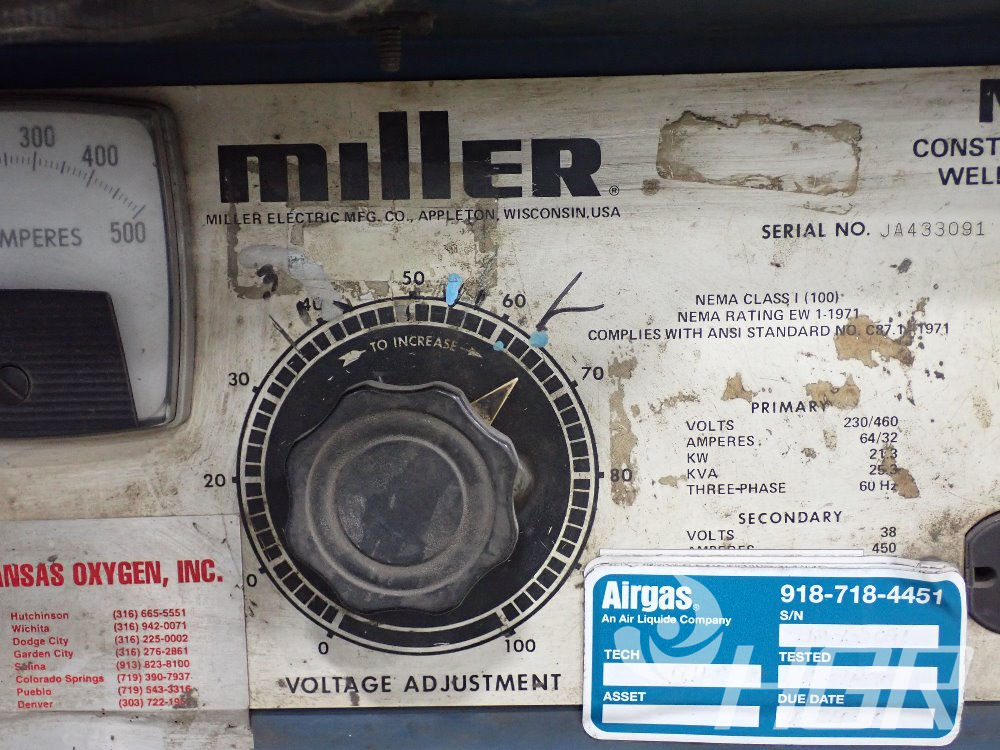 300
400
500
AMPERES
miller®
MILLER ELECTRIC MFG. CO., APPLETON, WISCONSIN, USA
CONST
WEL
SERIAL NO. JA433091
NEMA CLASS I (100)
NEMA RATING EW 1-1971
COMPLIES WITH ANSI STANDARD NO. C87.1-1971
PRIMARY
VOLTS 230/460
AMPERES. 64/32
KW 21.3
KVA 25.3
THREE-PHASE 60 Hz
SECONDARY
VOLTS 38
AMPERES 450
0
20
30
40
50
60
70
80
100
TO INCREASE
VOLTAGE ADJUSTMENT
ANSAS OXYGEN, INC.
Hutchinson (316) 665-5551
Wichita (316) 942-0071
Dodge City (316) 225-0002
Garden City (316) 276-2861
Salina (913) 823-8100
Colorado Springs (719) 390-7937
Pueblo (719) 543-3316
Denver (303) 722-19
Airgas® 918-718-4451
An Air Liquide Company
S/N
TECH
TESTED
ASSET
DUE DATE
HGR